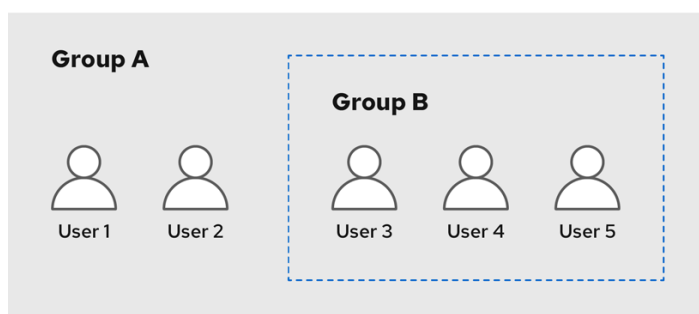 Group A
Group B
User 1
User 2
User 3
User 4
User 5